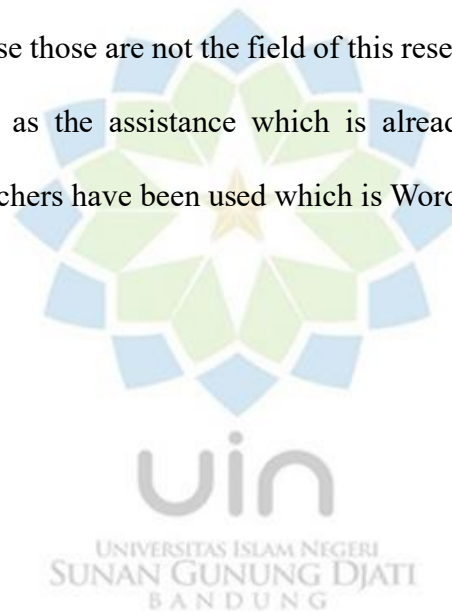 se those are not the field of this rese
as the assistance which is alread
chers have been used which is Word
uin
UNIVERSITAS ISLAM NEGERI
SUNAN GUNUNG DJATI
BANDUNG